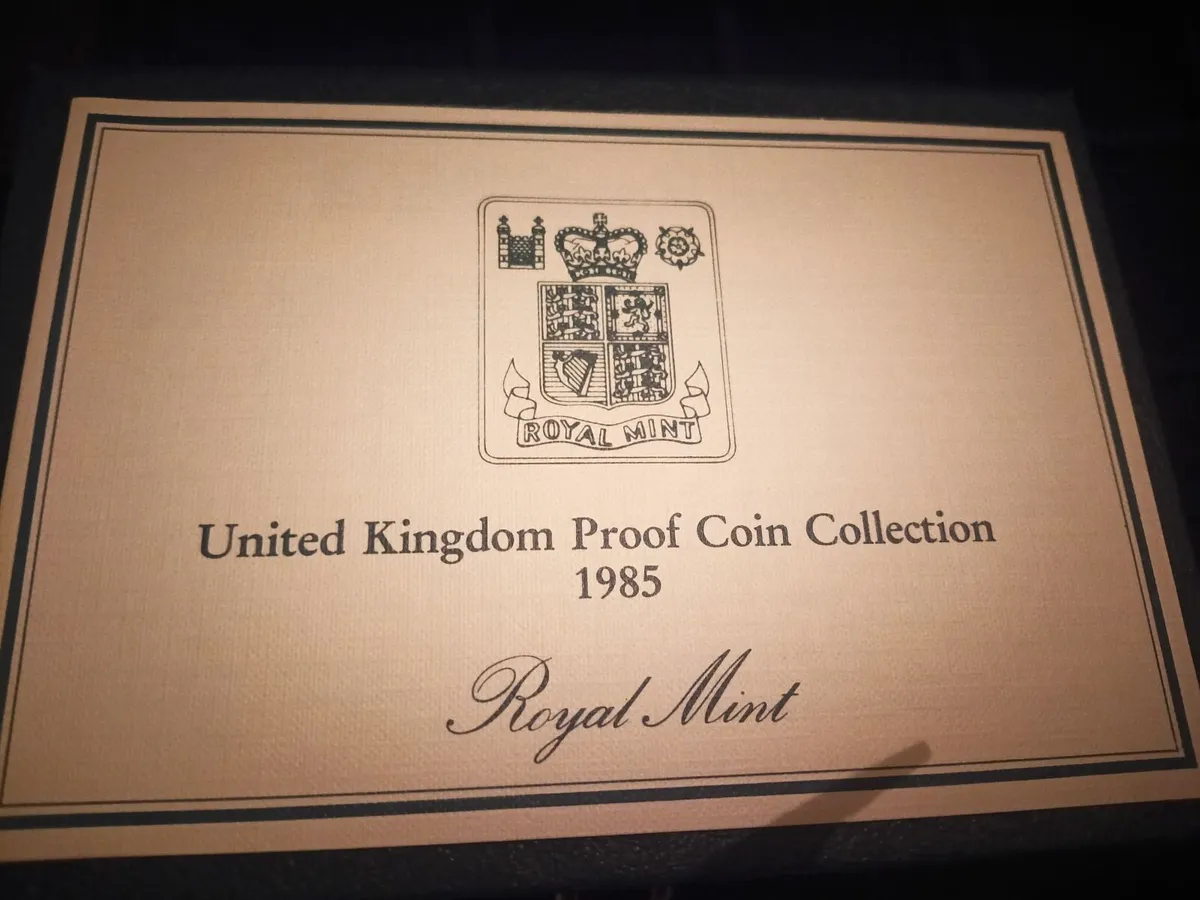 ROYAL MINT
United Kingdom Proof Coin Collection
1985
Royal Mint